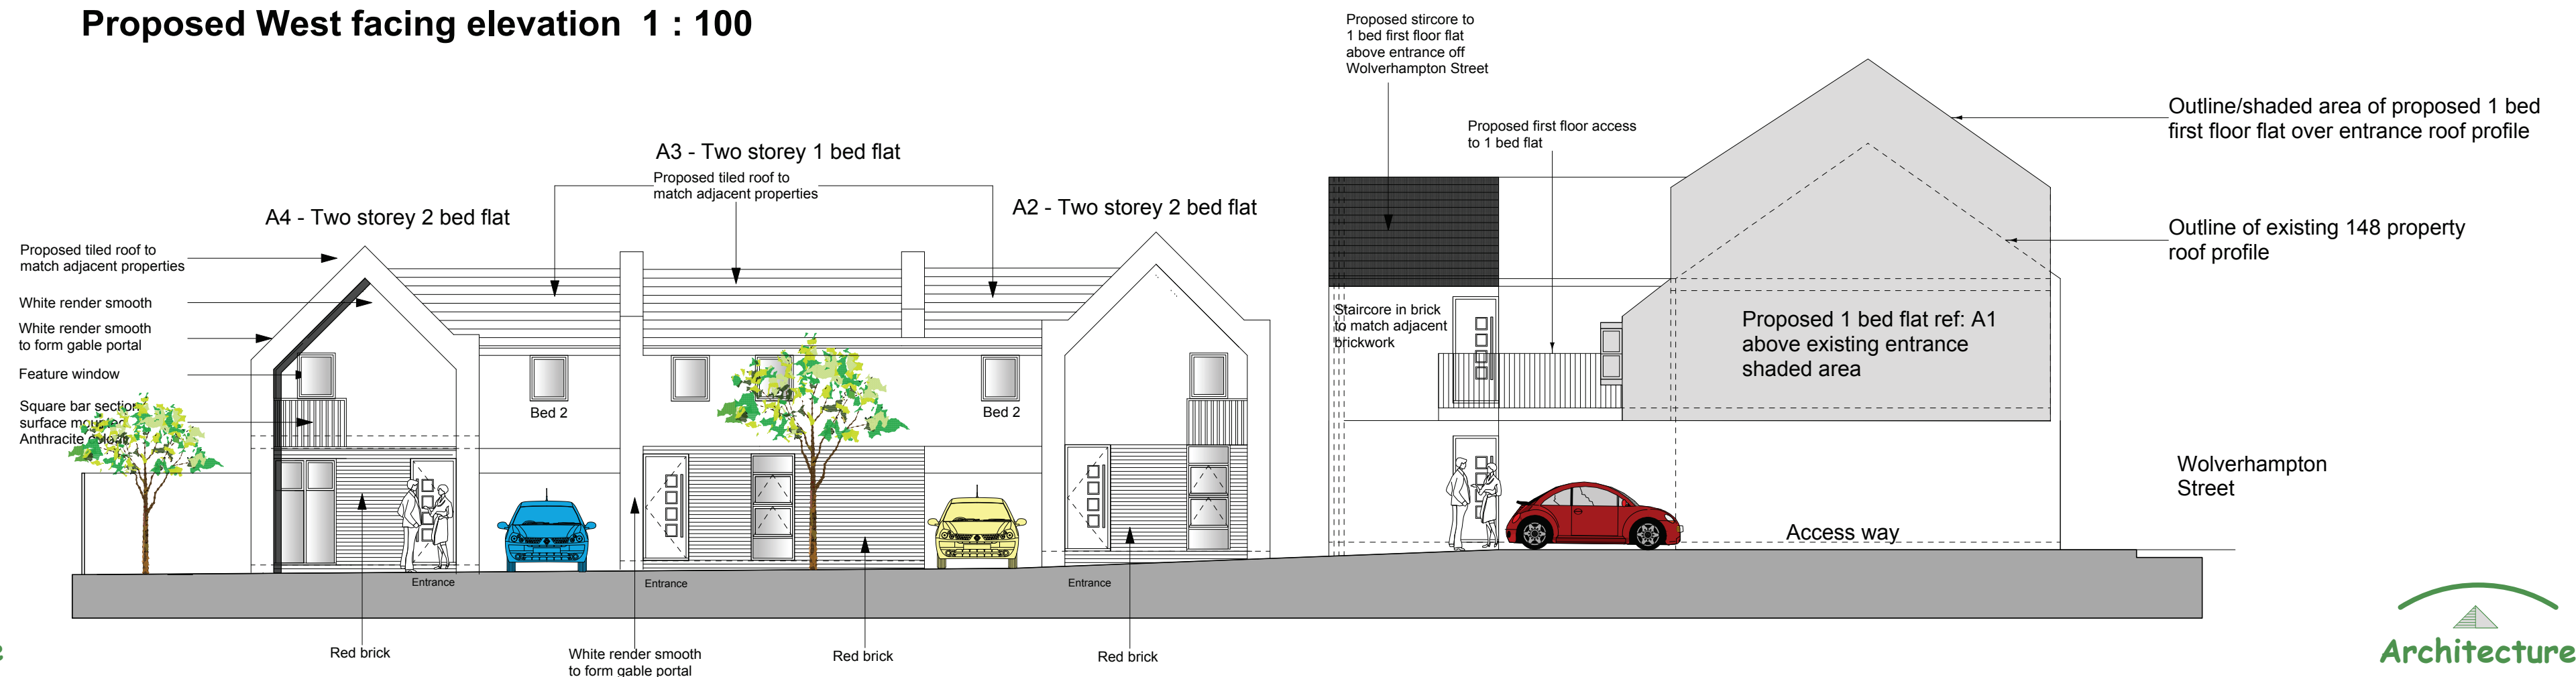 Proposed West facing elevation 1 : 100
Proposed stircore to
1 bed first floor flat
above entrance off
Wolverhampton Street
Outline/shaded area of proposed 1 bed
first floor flat over entrance roof profile
Proposed first floor access
to 1 bed flat
A3 - Two storey 1 bed flat
Proposed tiled roof to
match adjacent properties
A4 - Two storey 2 bed flat
A2 - Two storey 2 bed flat
Outline of existing 148 property
roof profile
Proposed tiled roof to
match adjacent properties
White render smooth
White render smooth
to form gable portal
Feature window
Square bar section
surface mounted
Anthracite colour
Staircore in brick
to match adjacent
brickwork
Proposed 1 bed flat ref: A1
above existing entrance
shaded area
Bed 2
Bed 2
Wolverhampton
Street
Access way
Entrance
Entrance
Entrance
Red brick
White render smooth
to form gable portal
Red brick
Red brick
Architecture